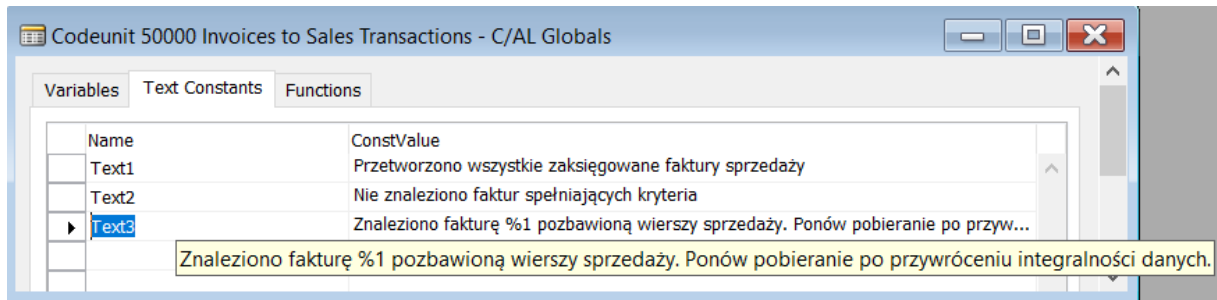 Codeunit 50000 Invoices to Sales Transactions - C/AL Globals
Variables Text Constants Functions
Name ConstValue
Text1 Przetworzono wszystkie zaksięgowane faktury sprzedaży
Text2 Nie znaleziono faktur spełniających kryteria
Text3 Znaleziono fakturę %1 pozbawioną wierszy sprzedaży. Ponów pobieranie po przyw...
Znaleziono fakturę %1 pozbawioną wierszy sprzedaży. Ponów pobieranie po przywróceniu integralności danych.